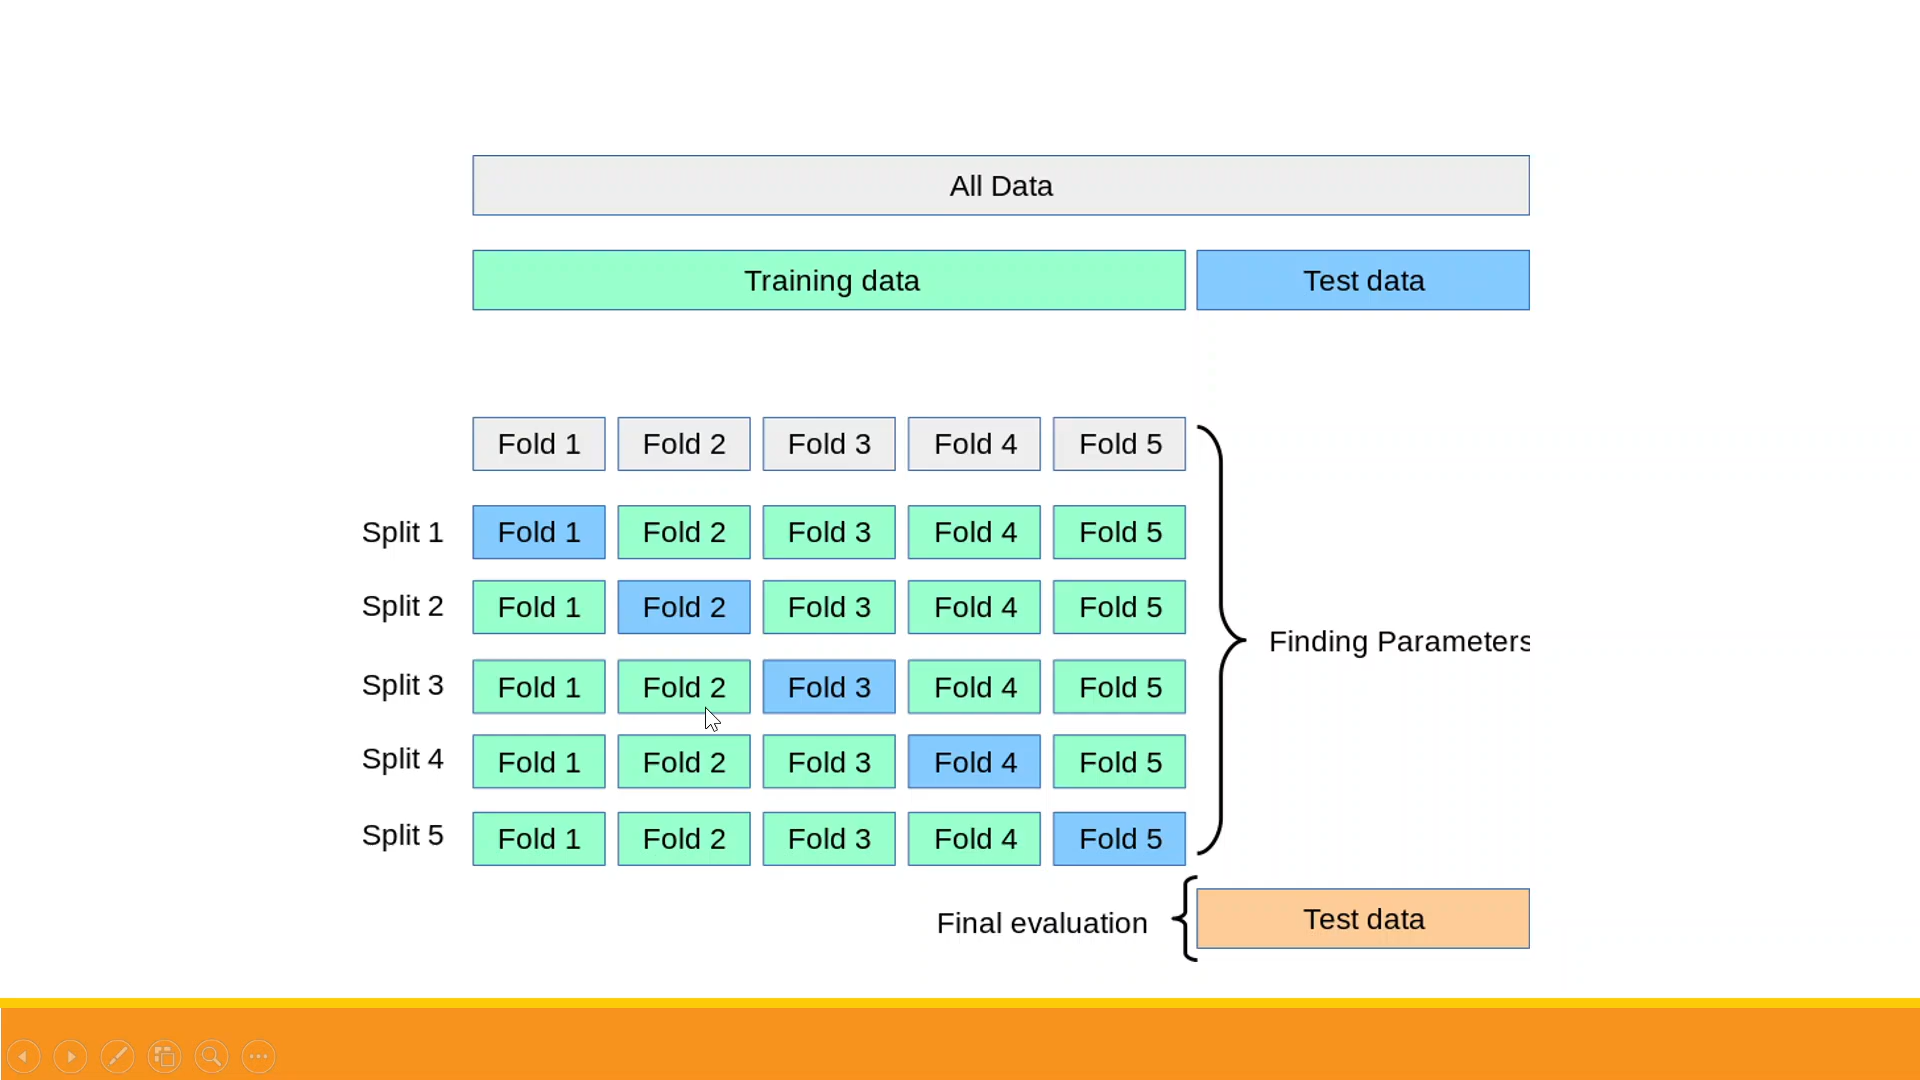 All Data
Training data Test data
Fold 1 Fold 2 Fold 3 Fold 4 Fold 5
Split 1 Fold 1 Fold 2 Fold 3 Fold 4 Fold 5
Split 2 Fold 1 Fold 2 Fold 3 Fold 4 Fold 5
Finding Parameters
Split 3 Fold 1 Fold 2 Fold 3 Fold 4 Fold 5
Split 4 Fold 1 Fold 2 Fold 3 Fold 4 Fold 5
Split 5 Fold 1 Fold 2 Fold 3 Fold 4 Fold 5
Final evaluation Test data